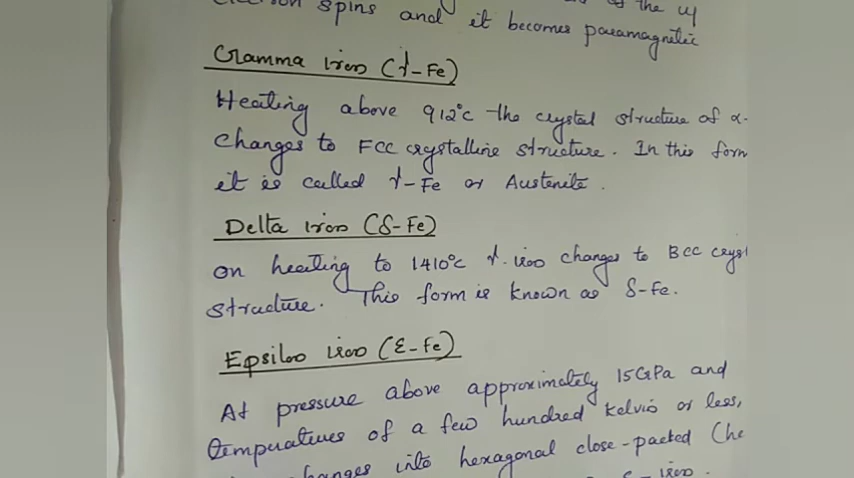 spins and it becomes paramagnetic
Gamma iron (γ-Fe)
Heating above 912°c the crystal structure of α-
changes to FCC crystalline structure. In this form
it is called γ-Fe or Austenite.
Delta iron (δ-Fe)
on heating to 1410°c γ-iron changes to BCC cryst
structure. This form is known as δ-Fe.
Epsilon iron (ε-Fe)
At pressure above approximately 15GPa and
temperatures of a few hundred kelvin or less,
changes into hexagonal close-packed (he
iron.